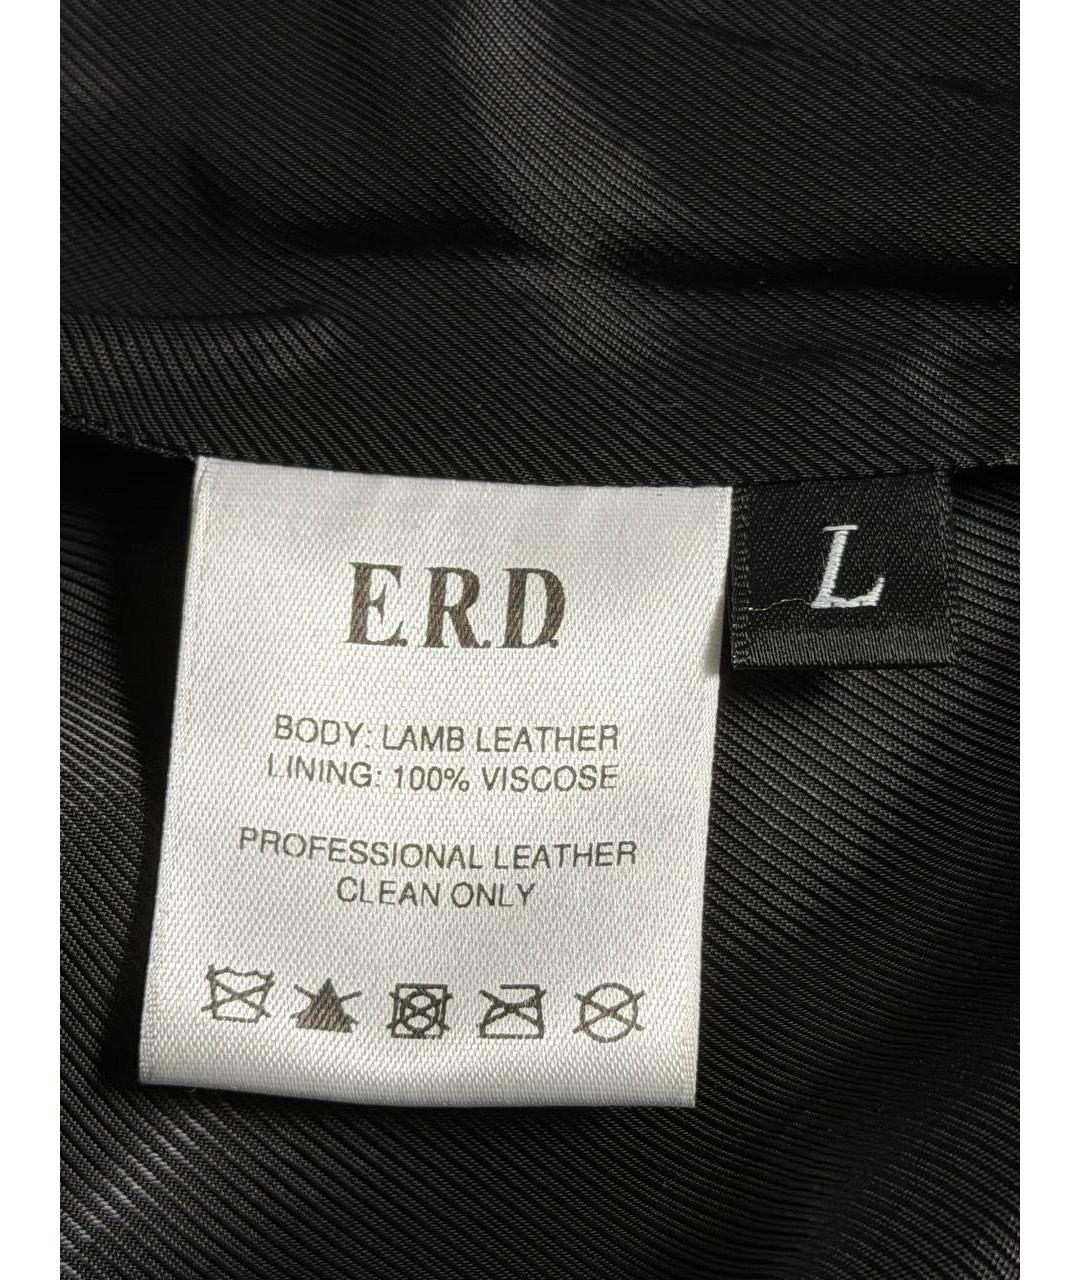 E.R.D.
L
BODY: LAMB LEATHER
LINING: 100% VISCOSE
PROFESSIONAL LEATHER
CLEAN ONLY